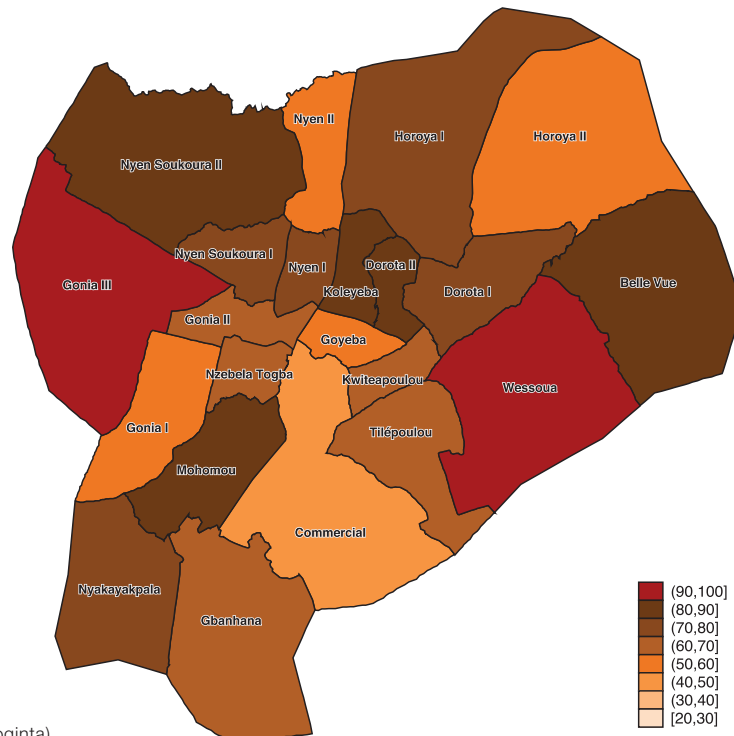 Nyen II
Horoya I
Horoya II
Nyen Soukoura II
Nyen Soukoura I
Nyen I
Dorota II
Gonia III
Koleyeba
Dorota I
Belle Vue
Gonia II
Goyeba
Nzebela Togba
Kwiteapoulou
Wessoua
Gonia I
Tilépoulou
Mohomou
Commercial
Nyakayakpala
Gbanhana
(90,100]
(80,90]
(70,80]
(60,70]
(50,60]
(40,50]
(30,40]
[20,30]